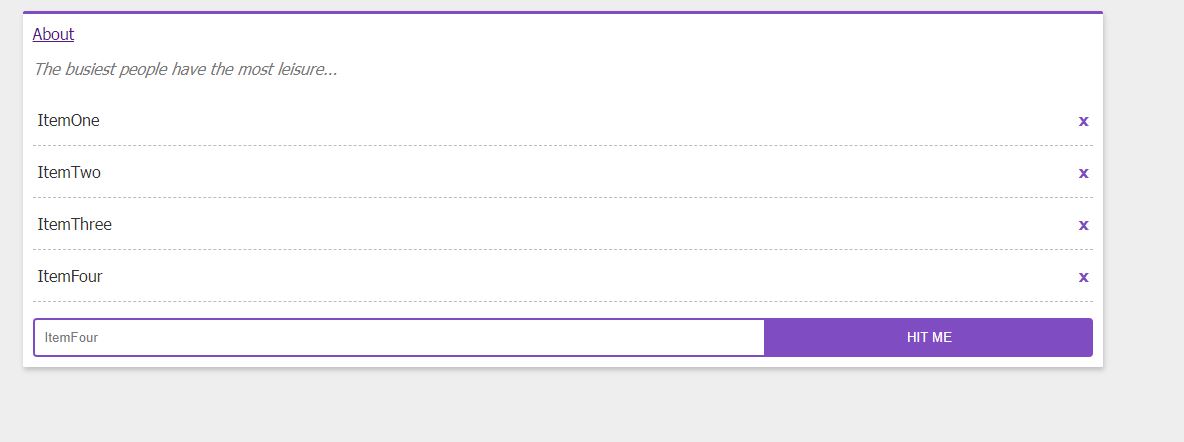 About
The busiest people have the most leisure...
ItemOne x
ItemTwo x
ItemThree x
ItemFour x
ItemFour HIT ME